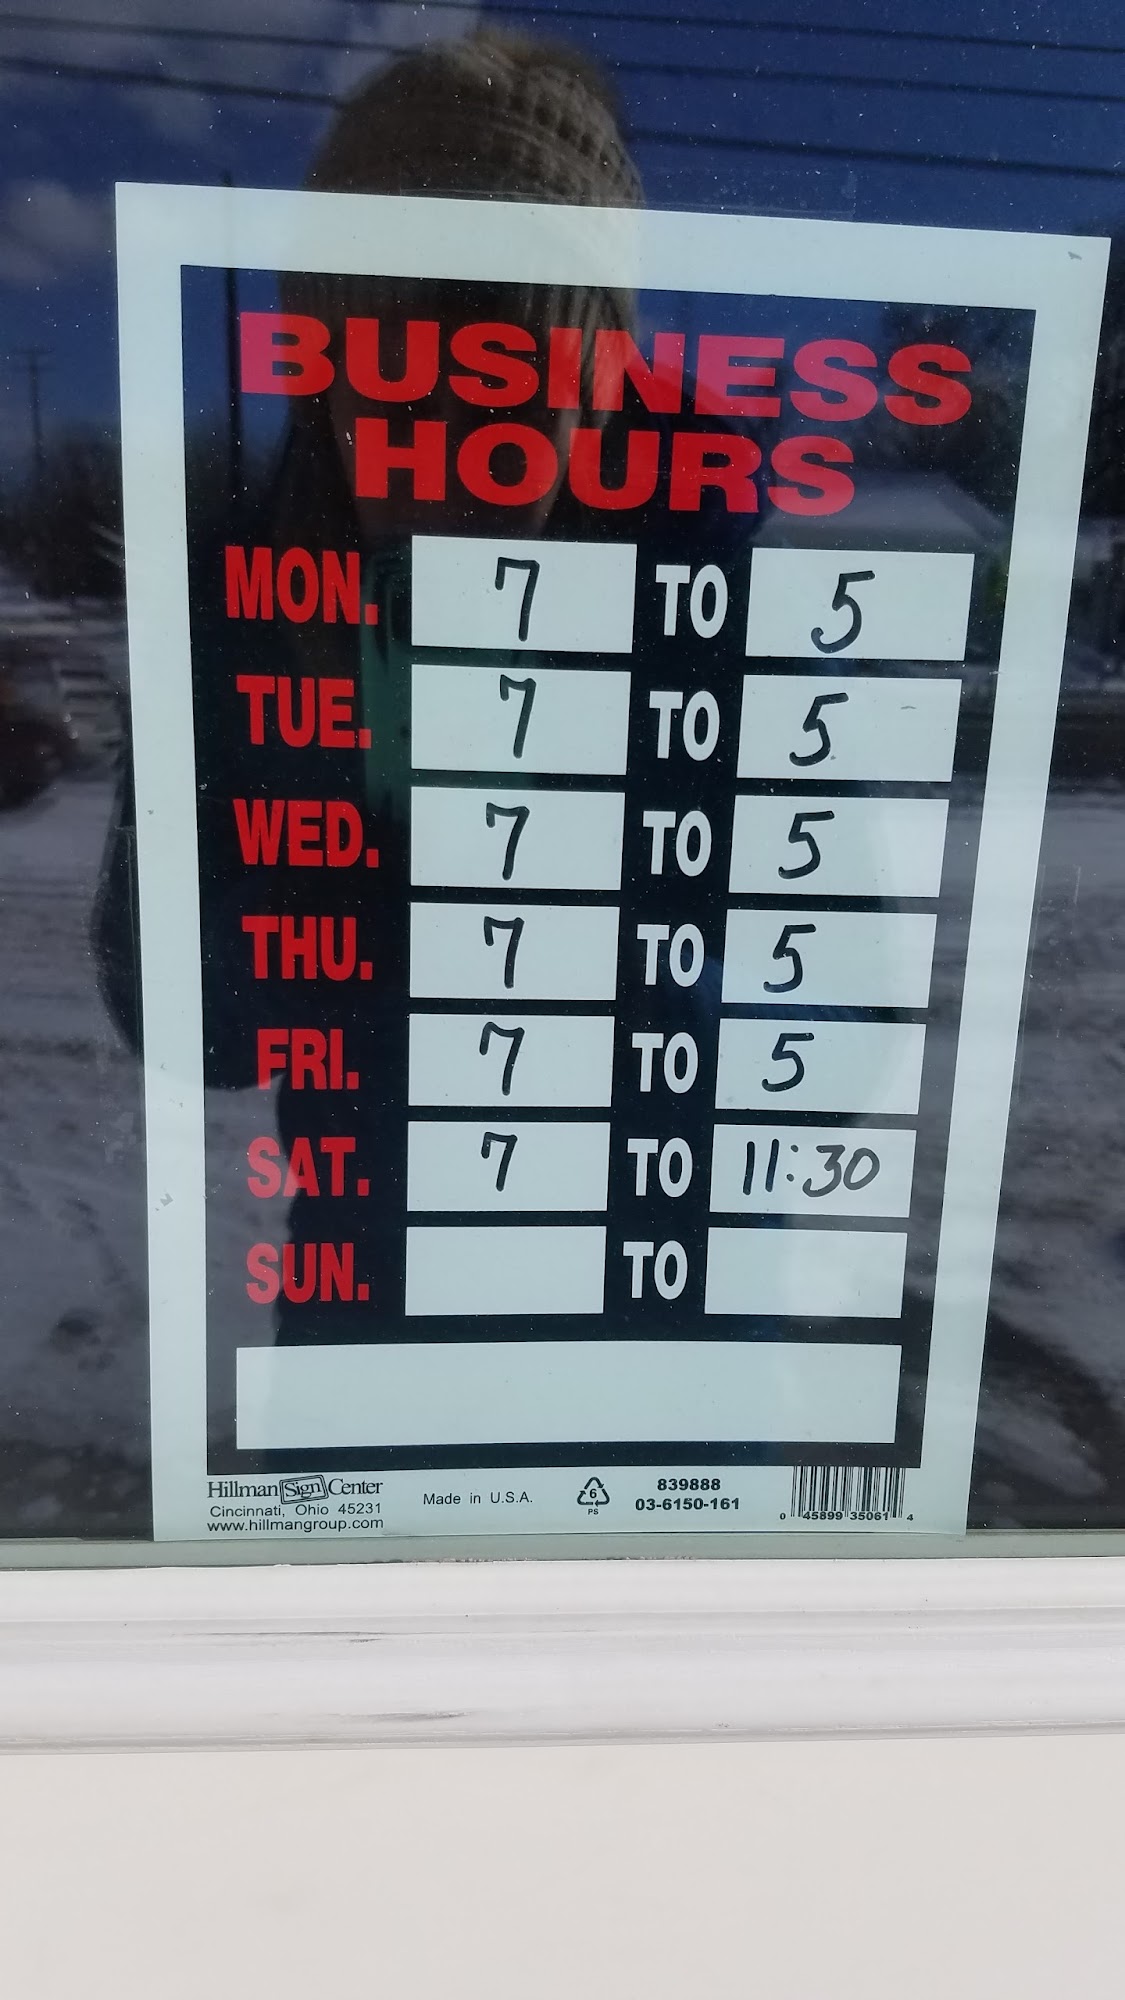 BUSINESS
HOURS
MON. 7 TO 5
TUE. 7 TO 5
WED. 7 TO 5
THU. 7 TO 5
FRI. 7 TO 5
SAT. 7 TO 11:30
SUN. TO
Hillman Sign Center
Cincinnati, Ohio 45231
www.hillmangroup.com
Made in U.S.A.
6
PS
839888
03-6150-161
0 45899 35061 4